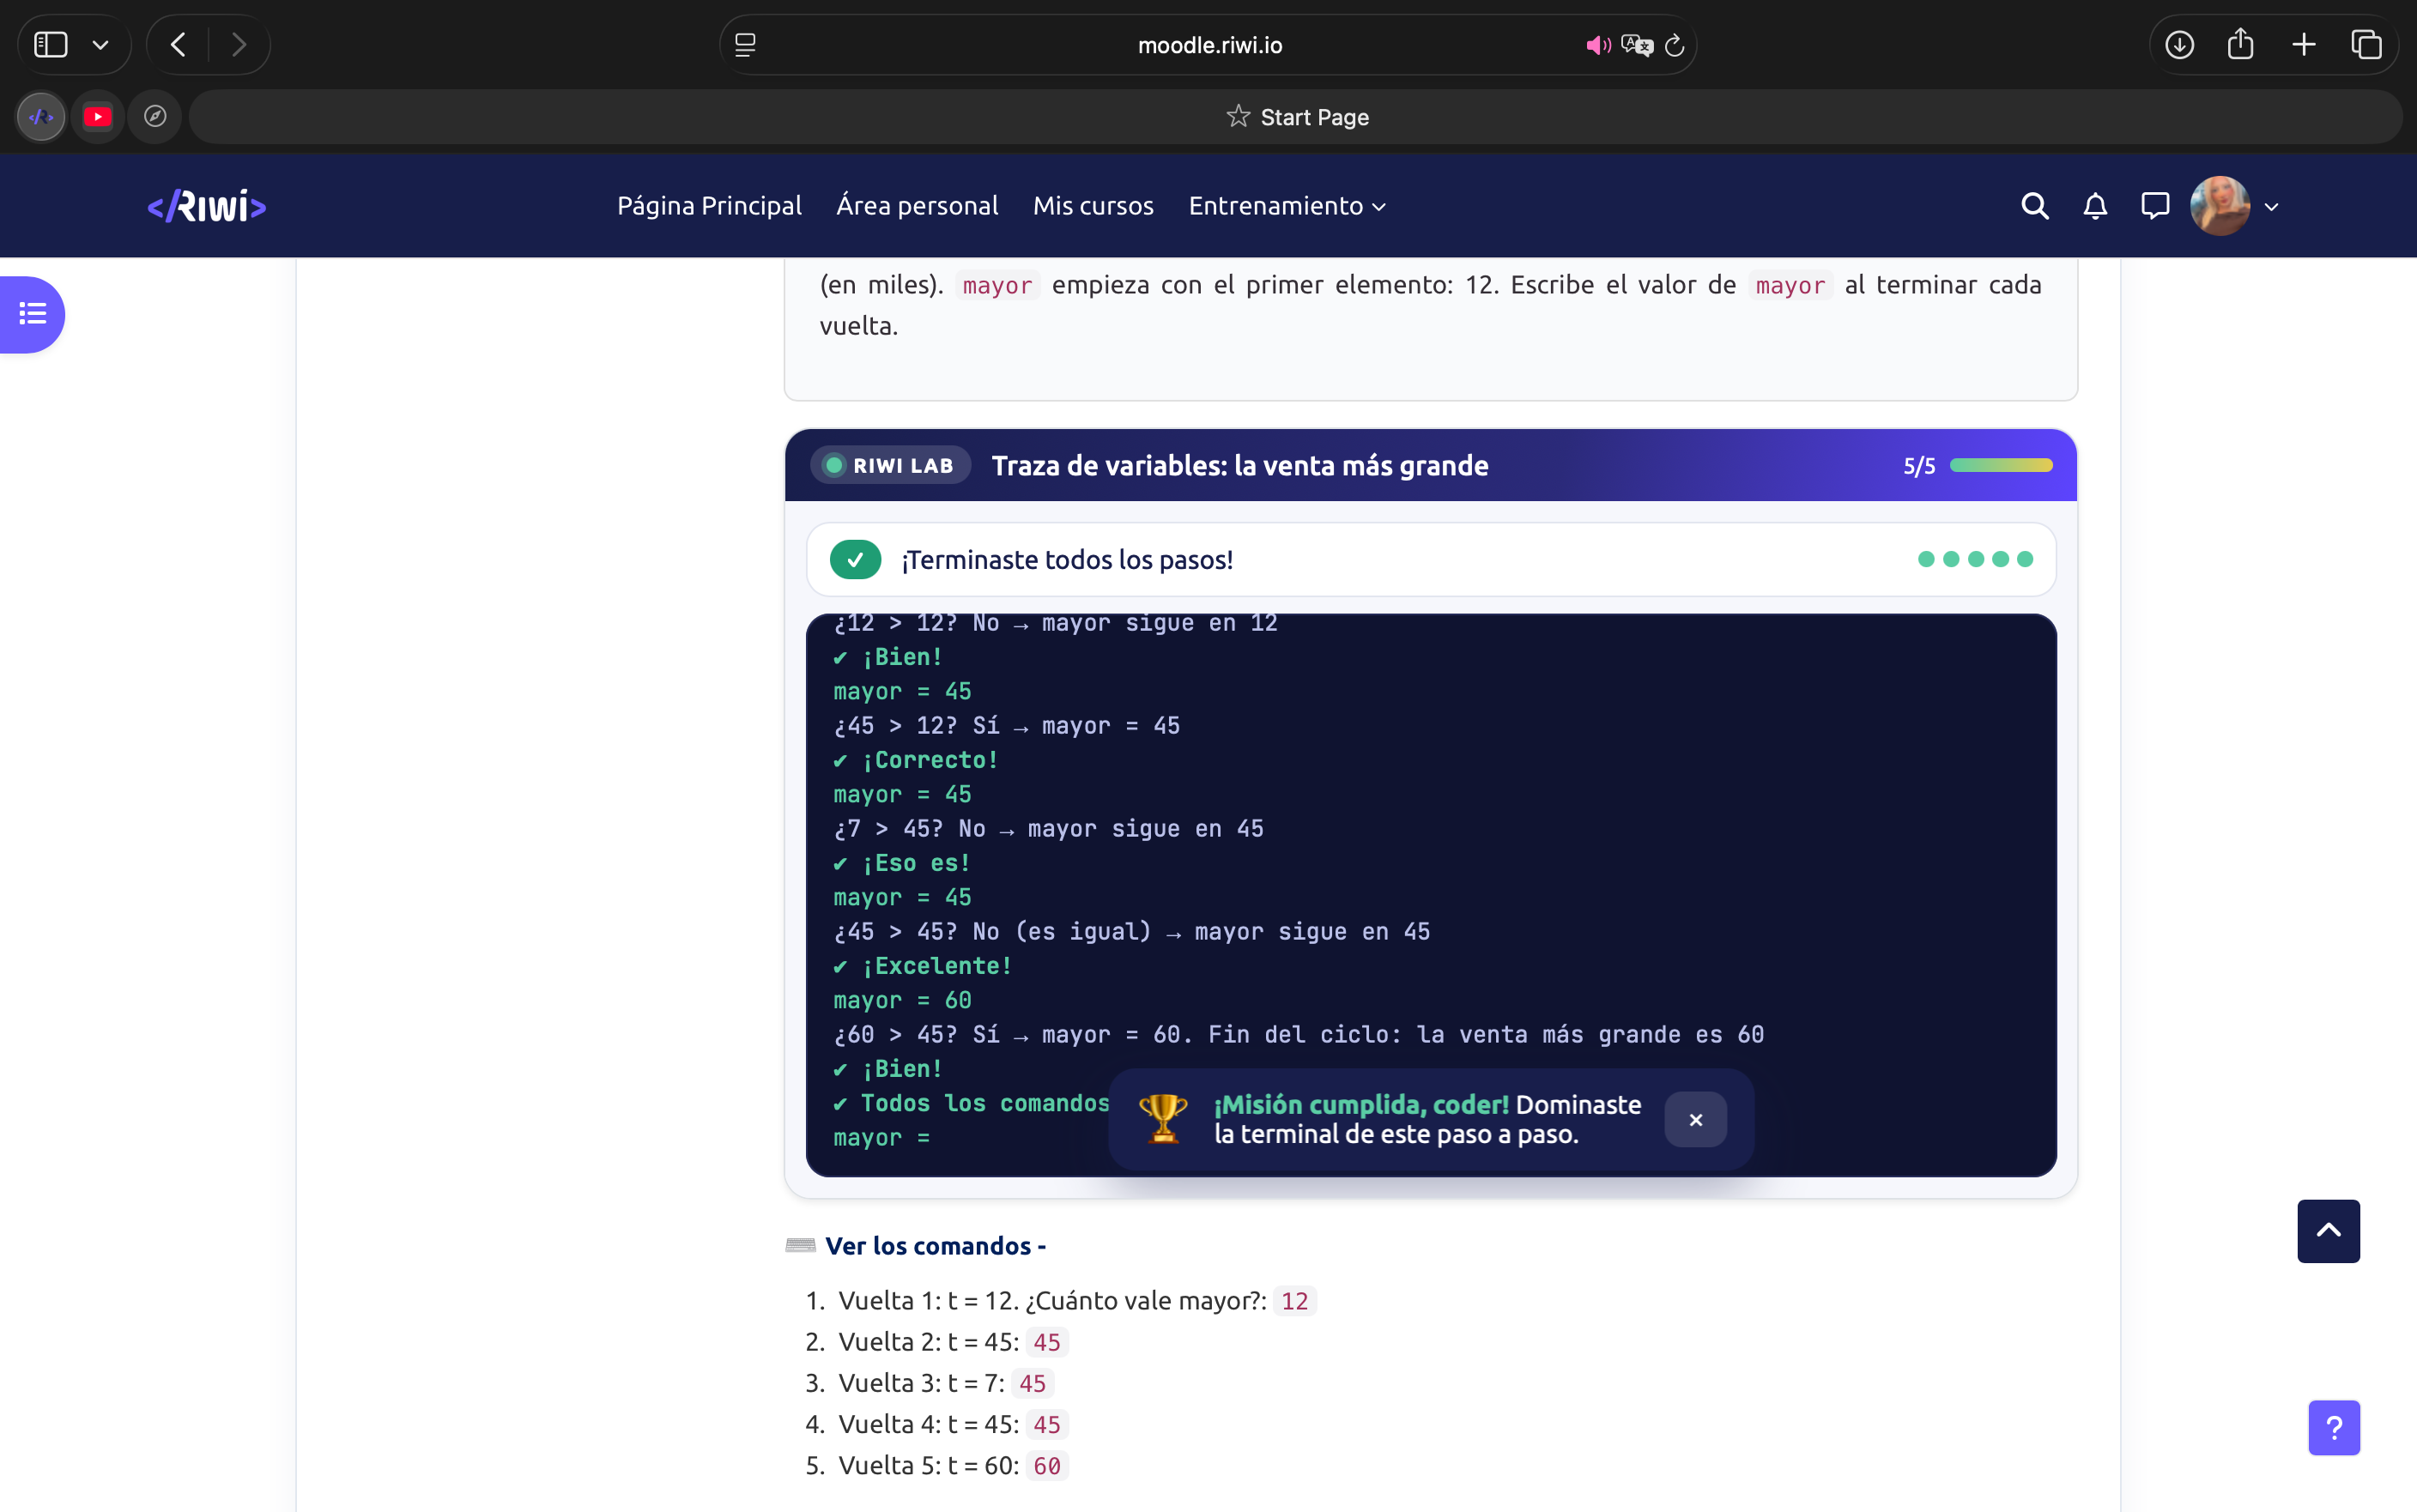 moodle.riwi.io
Start Page
</Riwi>
Página Principal
Área personal
Mis cursos
Entrenamiento
(en miles). mayor empieza con el primer elemento: 12. Escribe el valor de mayor al terminar cada
vuelta.
RIWI LAB
Traza de variables: la venta más grande
5/5
¡Terminaste todos los pasos!
¿12 > 12? No → mayor sigue en 12
✔ ¡Bien!
mayor = 45
¿45 > 12? Sí → mayor = 45
✔ ¡Correcto!
mayor = 45
¿7 > 45? No → mayor sigue en 45
✔ ¡Eso es!
mayor = 45
¿45 > 45? No (es igual) → mayor sigue en 45
✔ ¡Excelente!
mayor = 60
¿60 > 45? Sí → mayor = 60. Fin del ciclo: la venta más grande es 60
✔ ¡Bien!
✔ Todos los comandos
mayor =
¡Misión cumplida, coder! Dominaste
la terminal de este paso a paso.
×
Ver los comandos -
1. Vuelta 1: t = 12. ¿Cuánto vale mayor?: 12
2. Vuelta 2: t = 45: 45
3. Vuelta 3: t = 7: 45
4. Vuelta 4: t = 45: 45
5. Vuelta 5: t = 60: 60
?